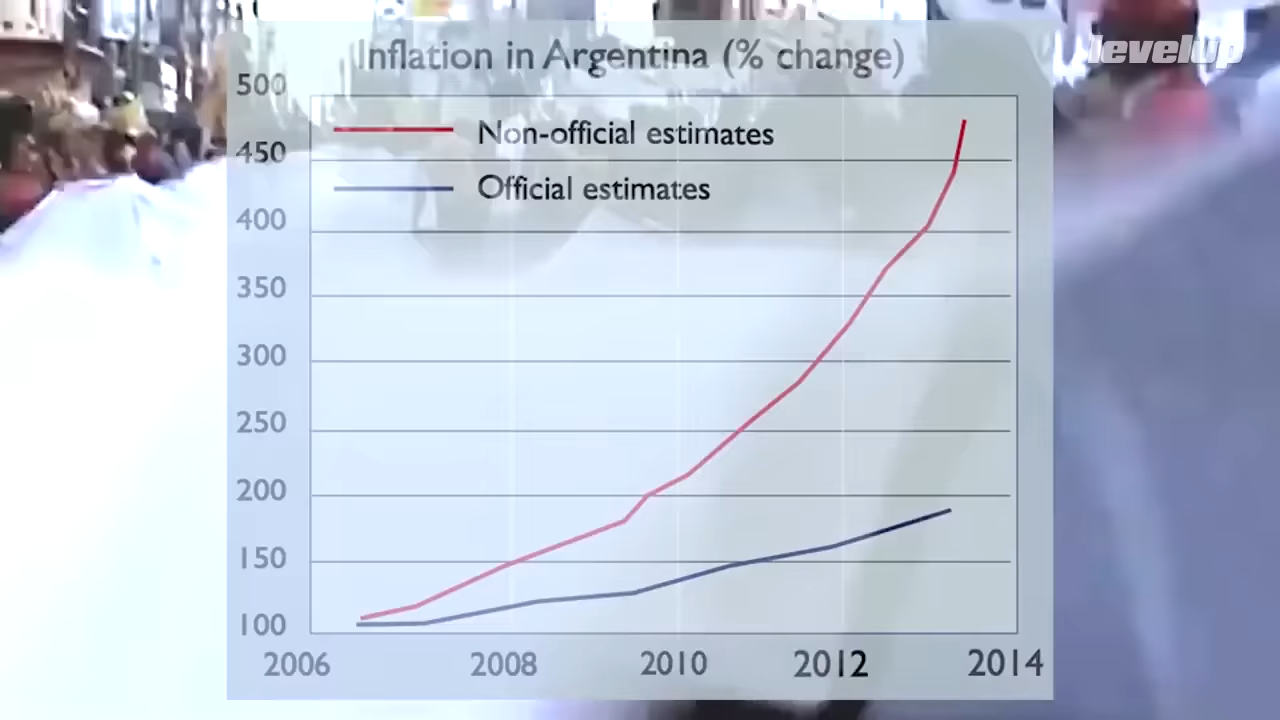 levelup
Inflation in Argentina (% change)
500
Non-official estimates
450
Official estimates
400
350
300
250
200
150
100
2006 2008 2010 2012 2014